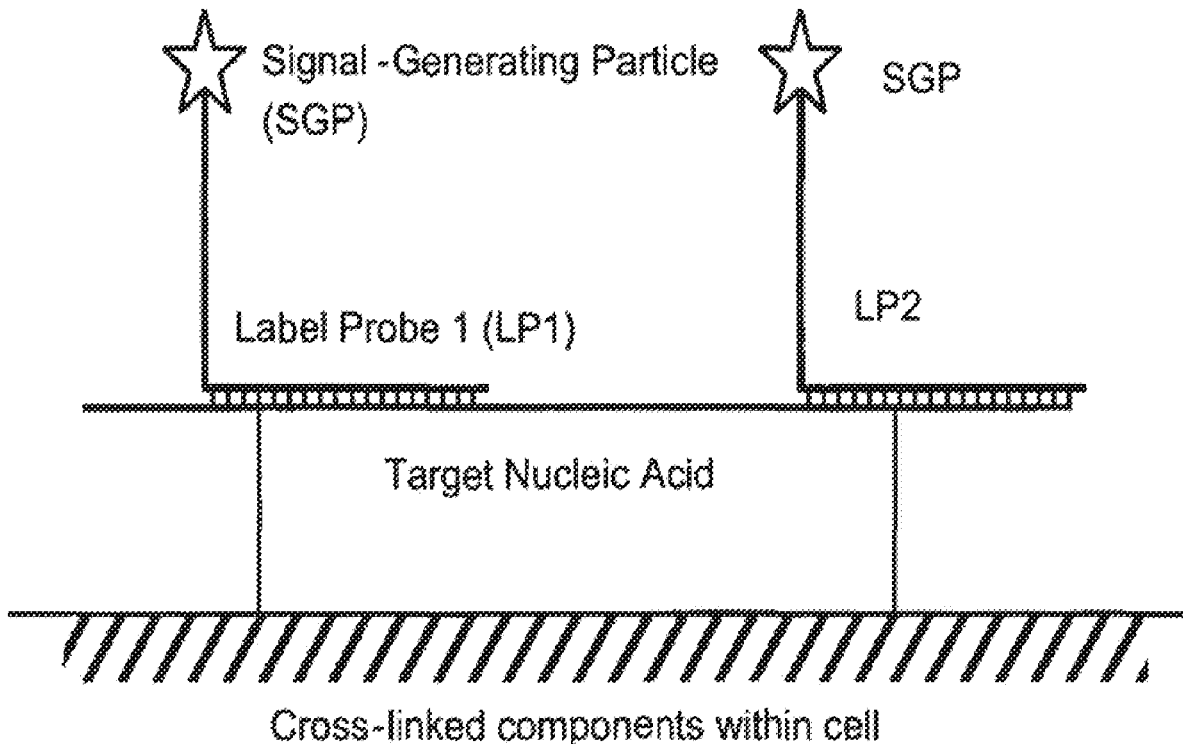 Signal -Generating Particle
(SGP)
SGP
Label Probe 1 (LP1)
LP2
Target Nucleic Acid
Cross-linked components within cell